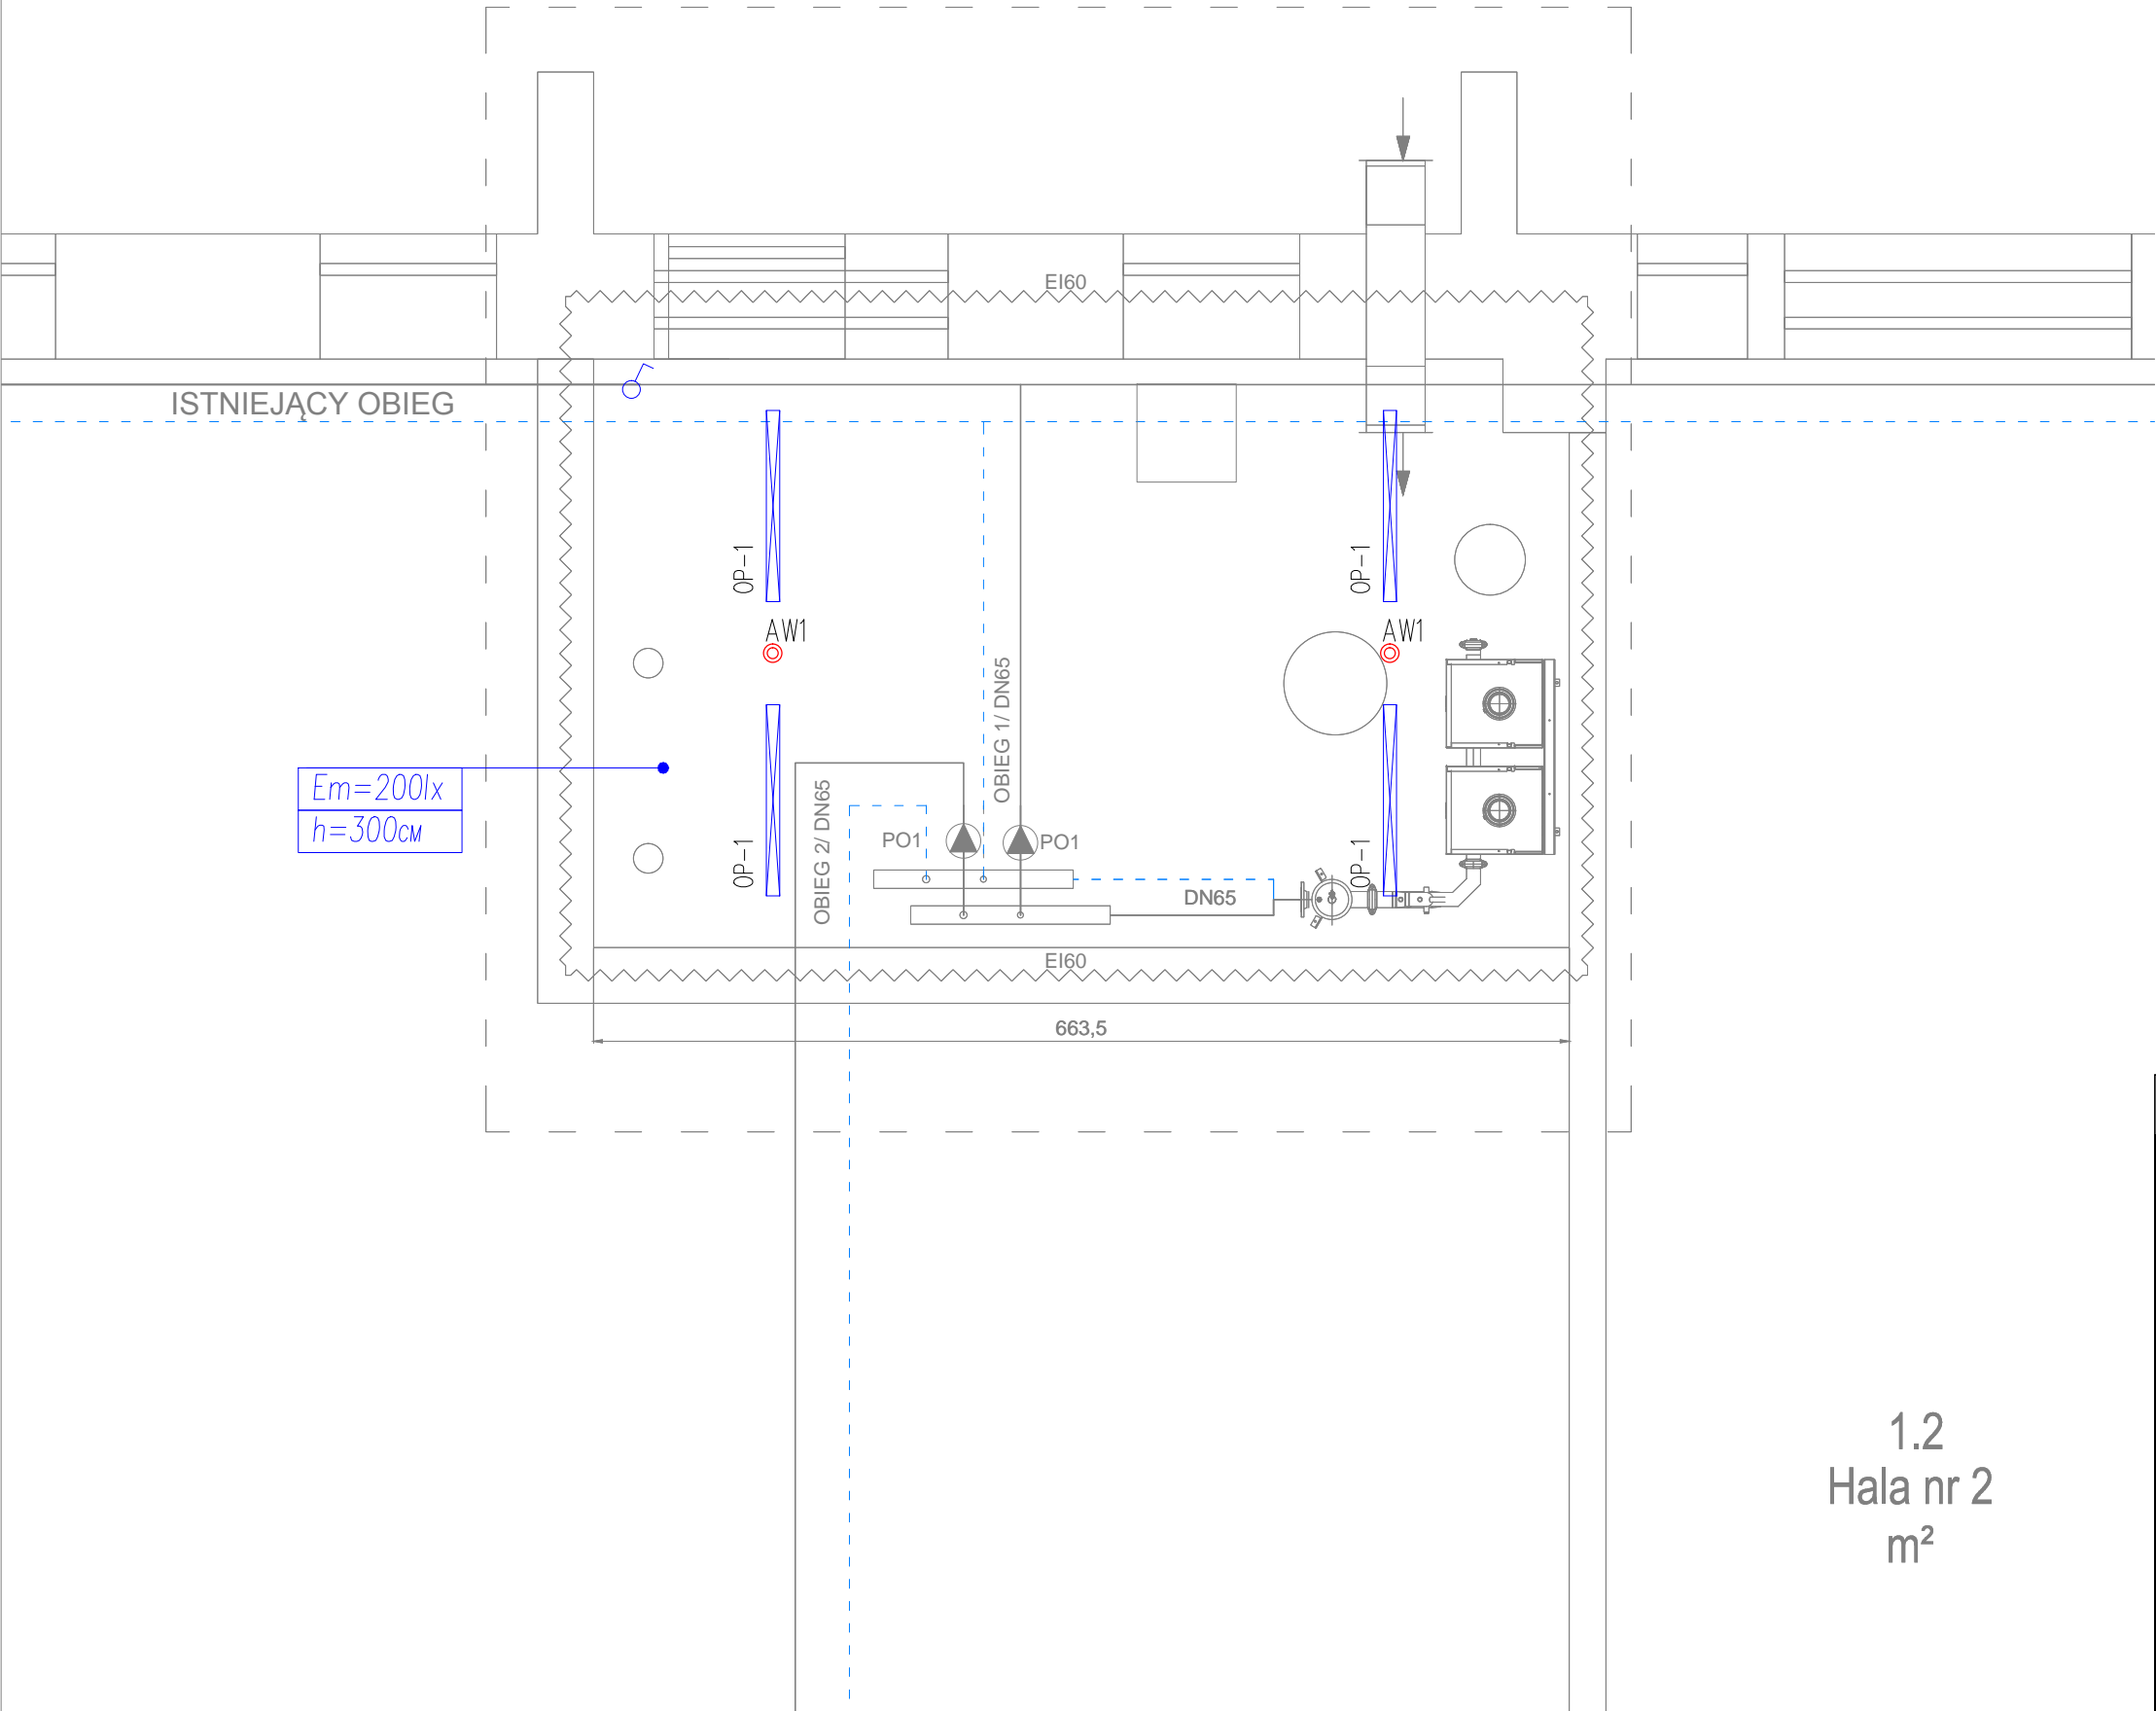 EI60
ISTNIEJĄCY OBIEG
OP-1
OP-1
AW1
AW1
OBIEG 1/ DN65
Em=200lx
h=300см
OBIEG 2/ DN65
PO1
PO1
OP-1
OP-1
DN65
EI60
663,5
1.2
Hala nr 2
m²